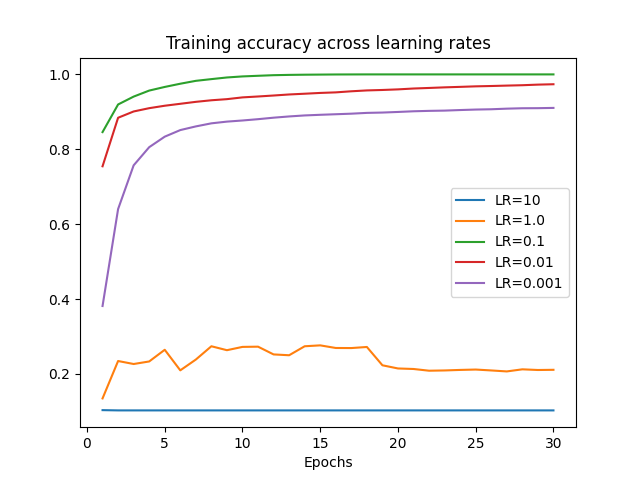 Training accuracy across learning rates
1.0
0.8
0.6
0.4
0.2
LR=10
LR=1.0
LR=0.1
LR=0.01
LR=0.001
0 5 10 15 20 25 30
Epochs